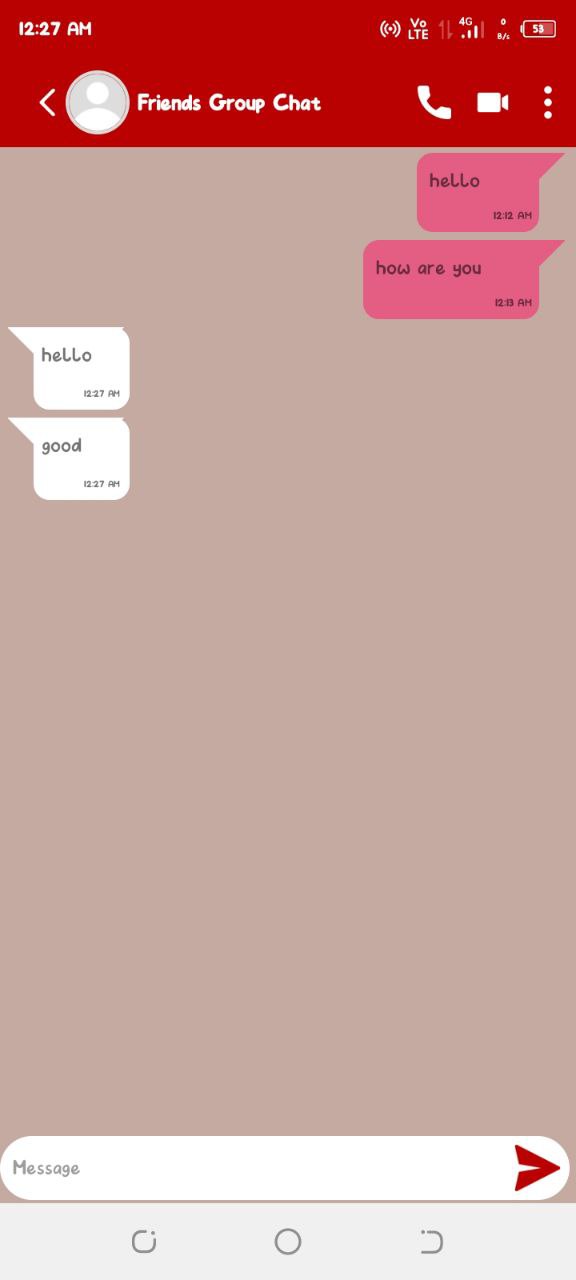 12:27 AM
Vo
LTE
4G
0
B/s
53
Friends Group Chat
hello
12:12 AM
how are you
12:13 AM
hello
12:27 AM
good
12:27 AM
Message